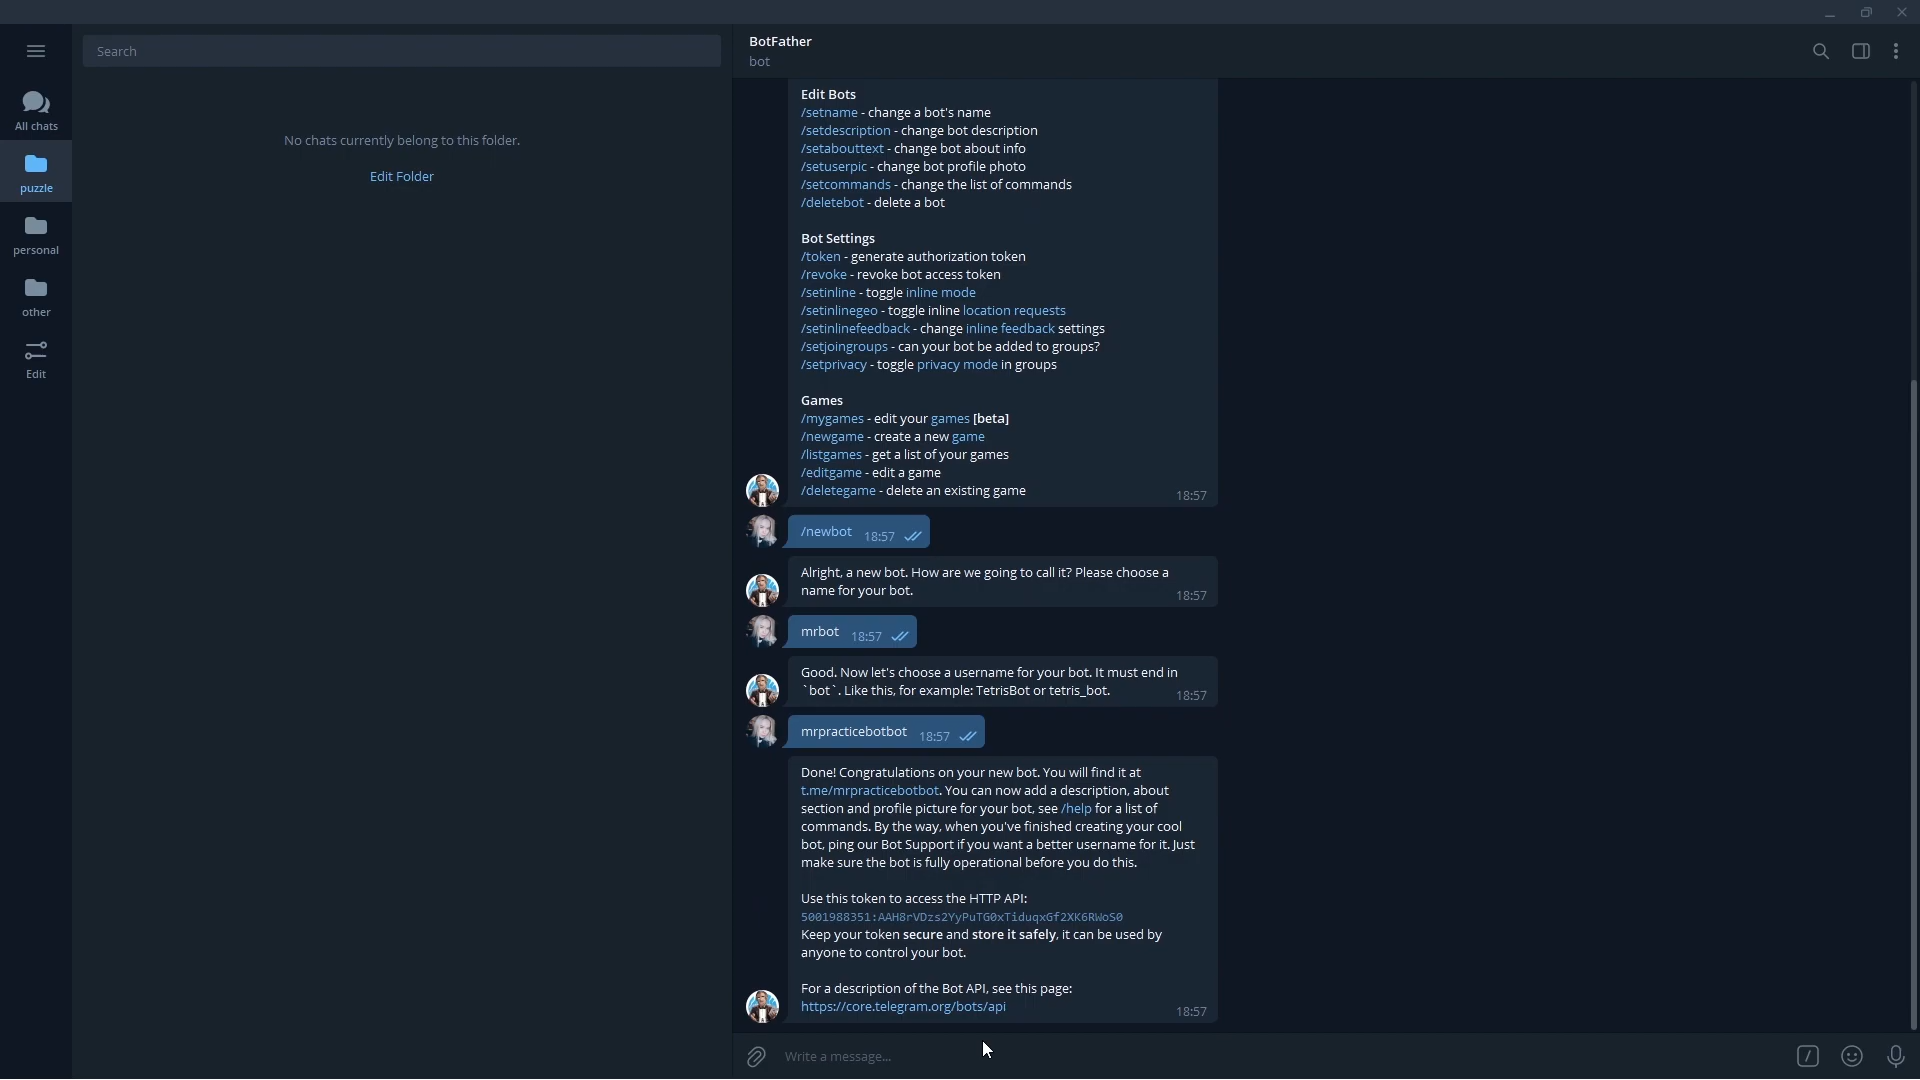 Search
BotFather
bot
All chats
puzzle
personal
other
Edit
No chats currently belong to this folder.
Edit Folder
Edit Bots
/setname - change a bot's name
/setdescription - change bot description
/setabouttext - change bot about info
/setuserpic - change bot profile photo
/setcommands - change the list of commands
/deletebot - delete a bot
Bot Settings
/token - generate authorization token
/revoke - revoke bot access token
/setinline - toggle inline mode
/setinlinegeo - toggle inline location requests
/setinlinefeedback - change inline feedback settings
/setjoingroups - can your bot be added to groups?
/setprivacy - toggle privacy mode in groups
Games
/mygames - edit your games [beta]
/newgame - create a new game
/listgames - get a list of your games
/editgame - edit a game
/deletegame - delete an existing game
18:57
/newbot 18:57
Alright, a new bot. How are we going to call it? Please choose a
name for your bot.
18:57
mrbot 18:57
Good. Now let's choose a username for your bot. It must end in
`bot`. Like this, for example: TetrisBot or tetris_bot.
18:57
mrpracticebotbot 18:57
Done! Congratulations on your new bot. You will find it at
t.me/mrpracticebotbot. You can now add a description, about
section and profile picture for your bot, see /help for a list of
commands. By the way, when you've finished creating your cool
bot, ping our Bot Support if you want a better username for it. Just
make sure the bot is fully operational before you do this.
Use this token to access the HTTP API:
5001988351:AAH8rVDzs2YyPuTG0xTiduqxGf2XK6RWoS0
Keep your token secure and store it safely, it can be used by
anyone to control your bot.
For a description of the Bot API, see this page:
https://core.telegram.org/bots/api
18:57
Write a message...